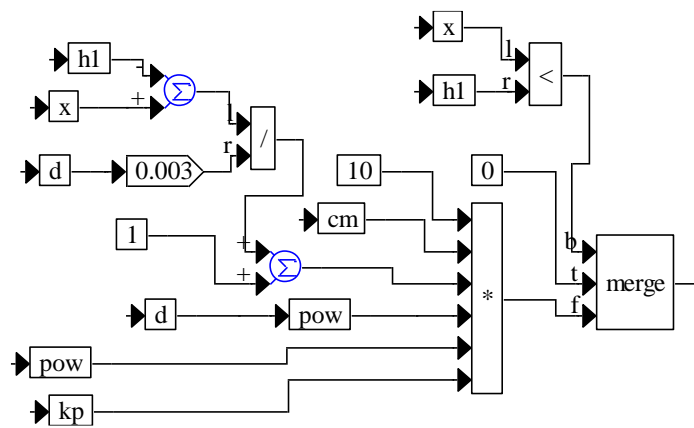 x
h1
l
<
-
Σ
h1
r
+
x
l
/
r
d
0.003
10
0
cm
1
+
b
+
Σ
t
merge
*
f
d
pow
pow
kp